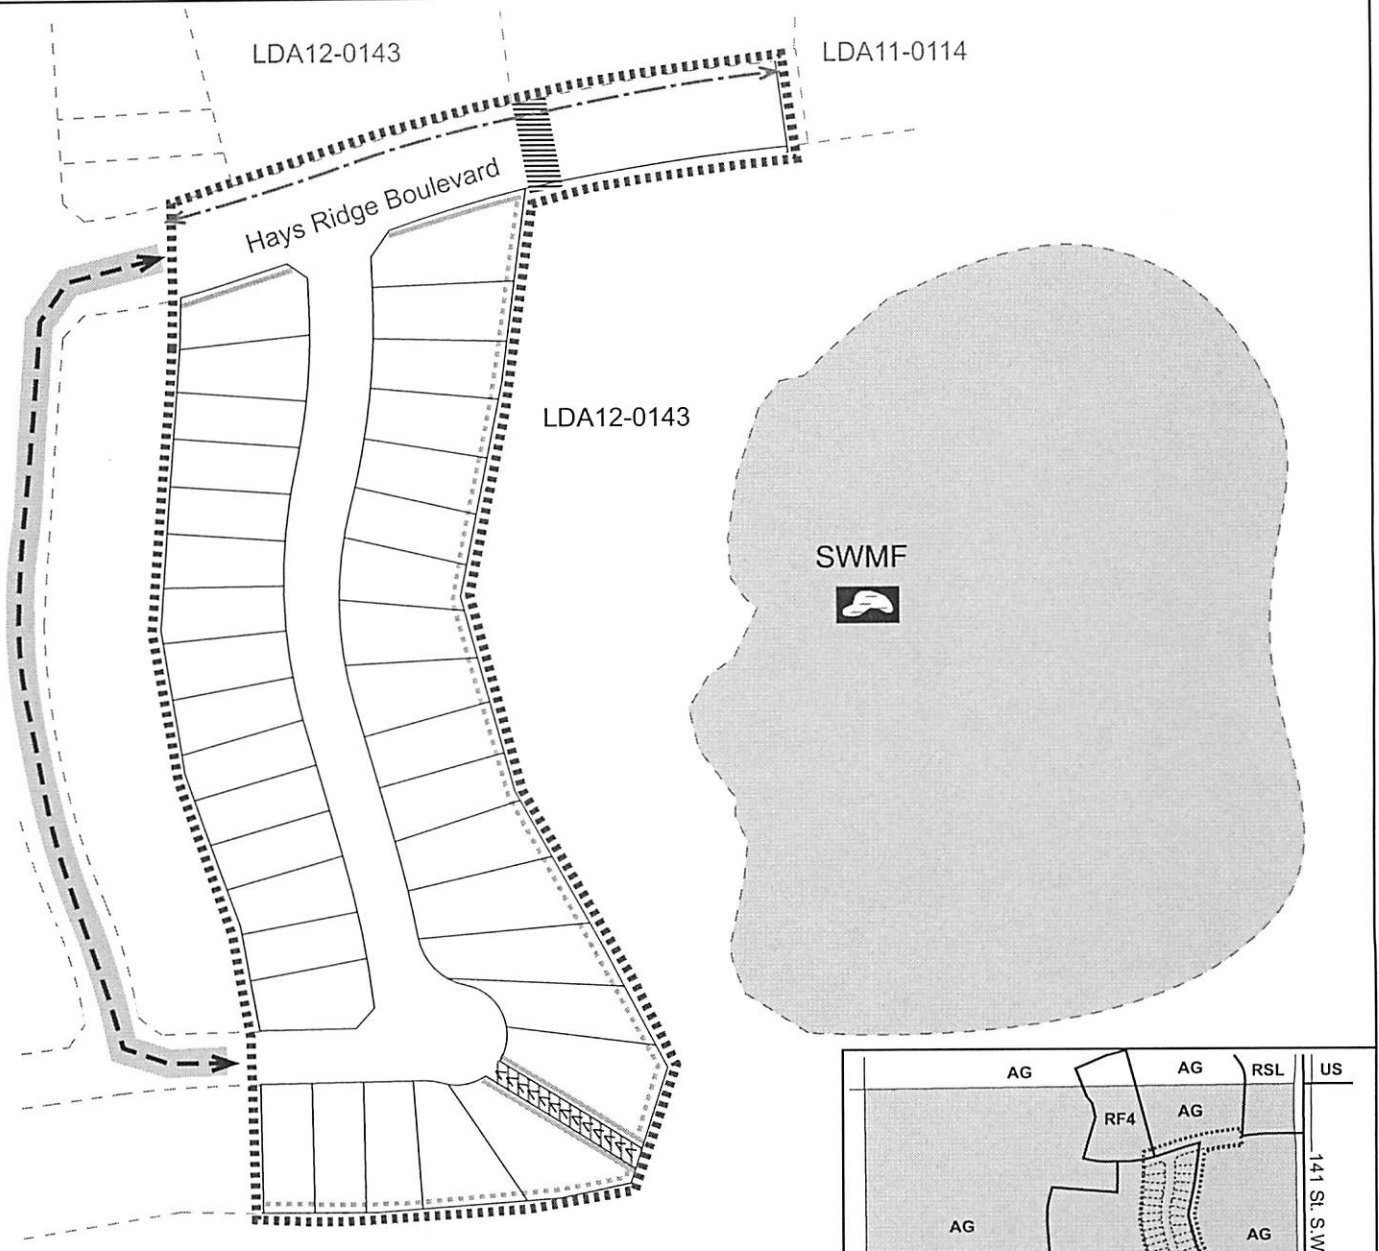 LDA12-0143
LDA11-0114
Hays Ridge Boulevard
LDA12-0143
SWMF
AG
AG
RSL
US
RF4
AG
141 St. S.W
AG
AG